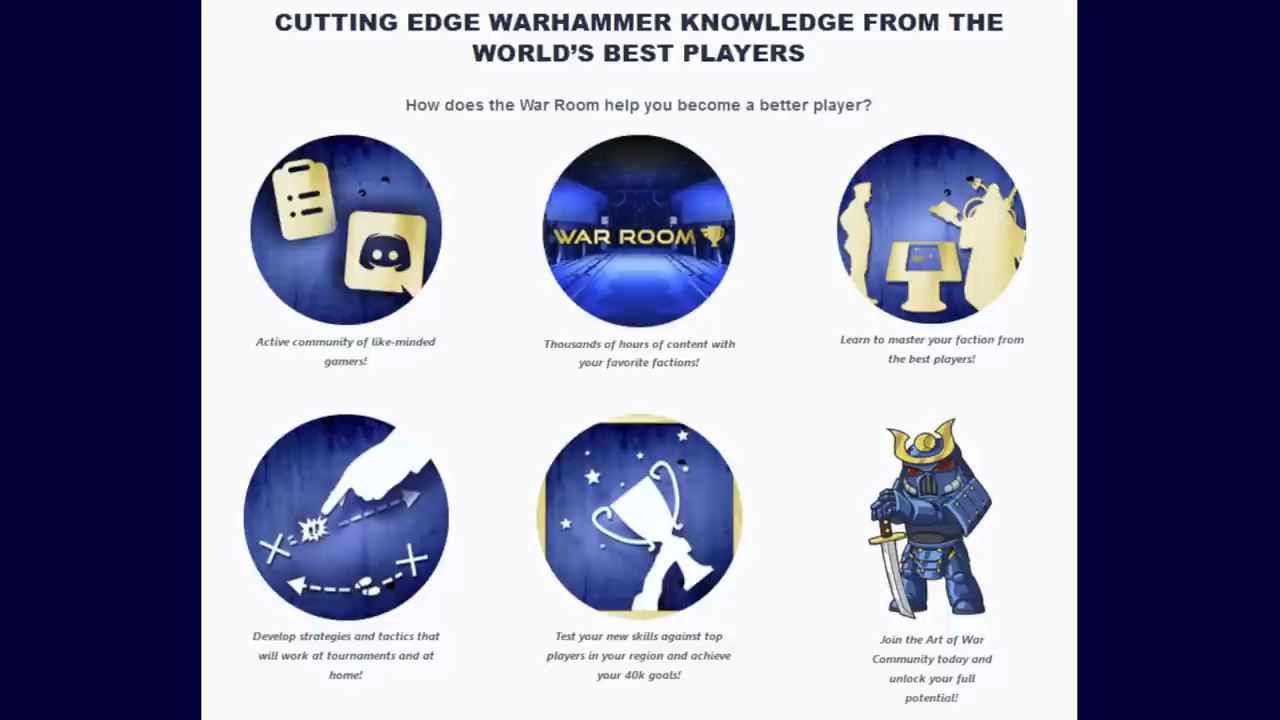 CUTTING EDGE WARHAMMER KNOWLEDGE FROM THE
WORLD'S BEST PLAYERS
How does the War Room help you become a better player?
WAR ROOM
Active community of like-minded
gamers!
Thousands of hours of content with
your favorite factions!
Learn to master your faction from
the best players!
Develop strategies and tactics that
will work at tournaments and at
home!
Test your new skills against top
players in your region and achieve
your 40k goals!
Join the Art of War
Community today and
unlock your full
potential!